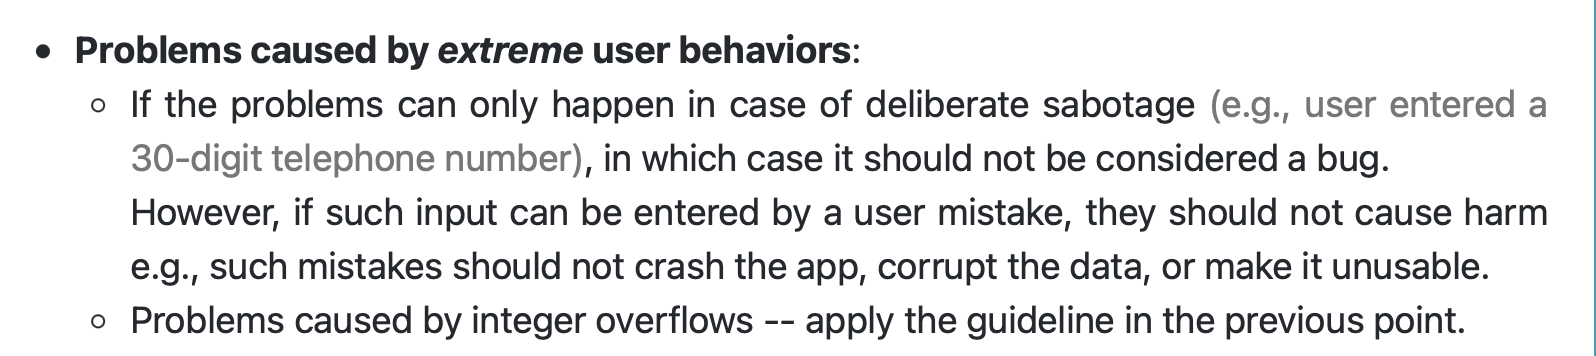 • Problems caused by extreme user behaviors:
○ If the problems can only happen in case of deliberate sabotage (e.g., user entered a
30-digit telephone number), in which case it should not be considered a bug.
However, if such input can be entered by a user mistake, they should not cause harm
e.g., such mistakes should not crash the app, corrupt the data, or make it unusable.
○ Problems caused by integer overflows -- apply the guideline in the previous point.